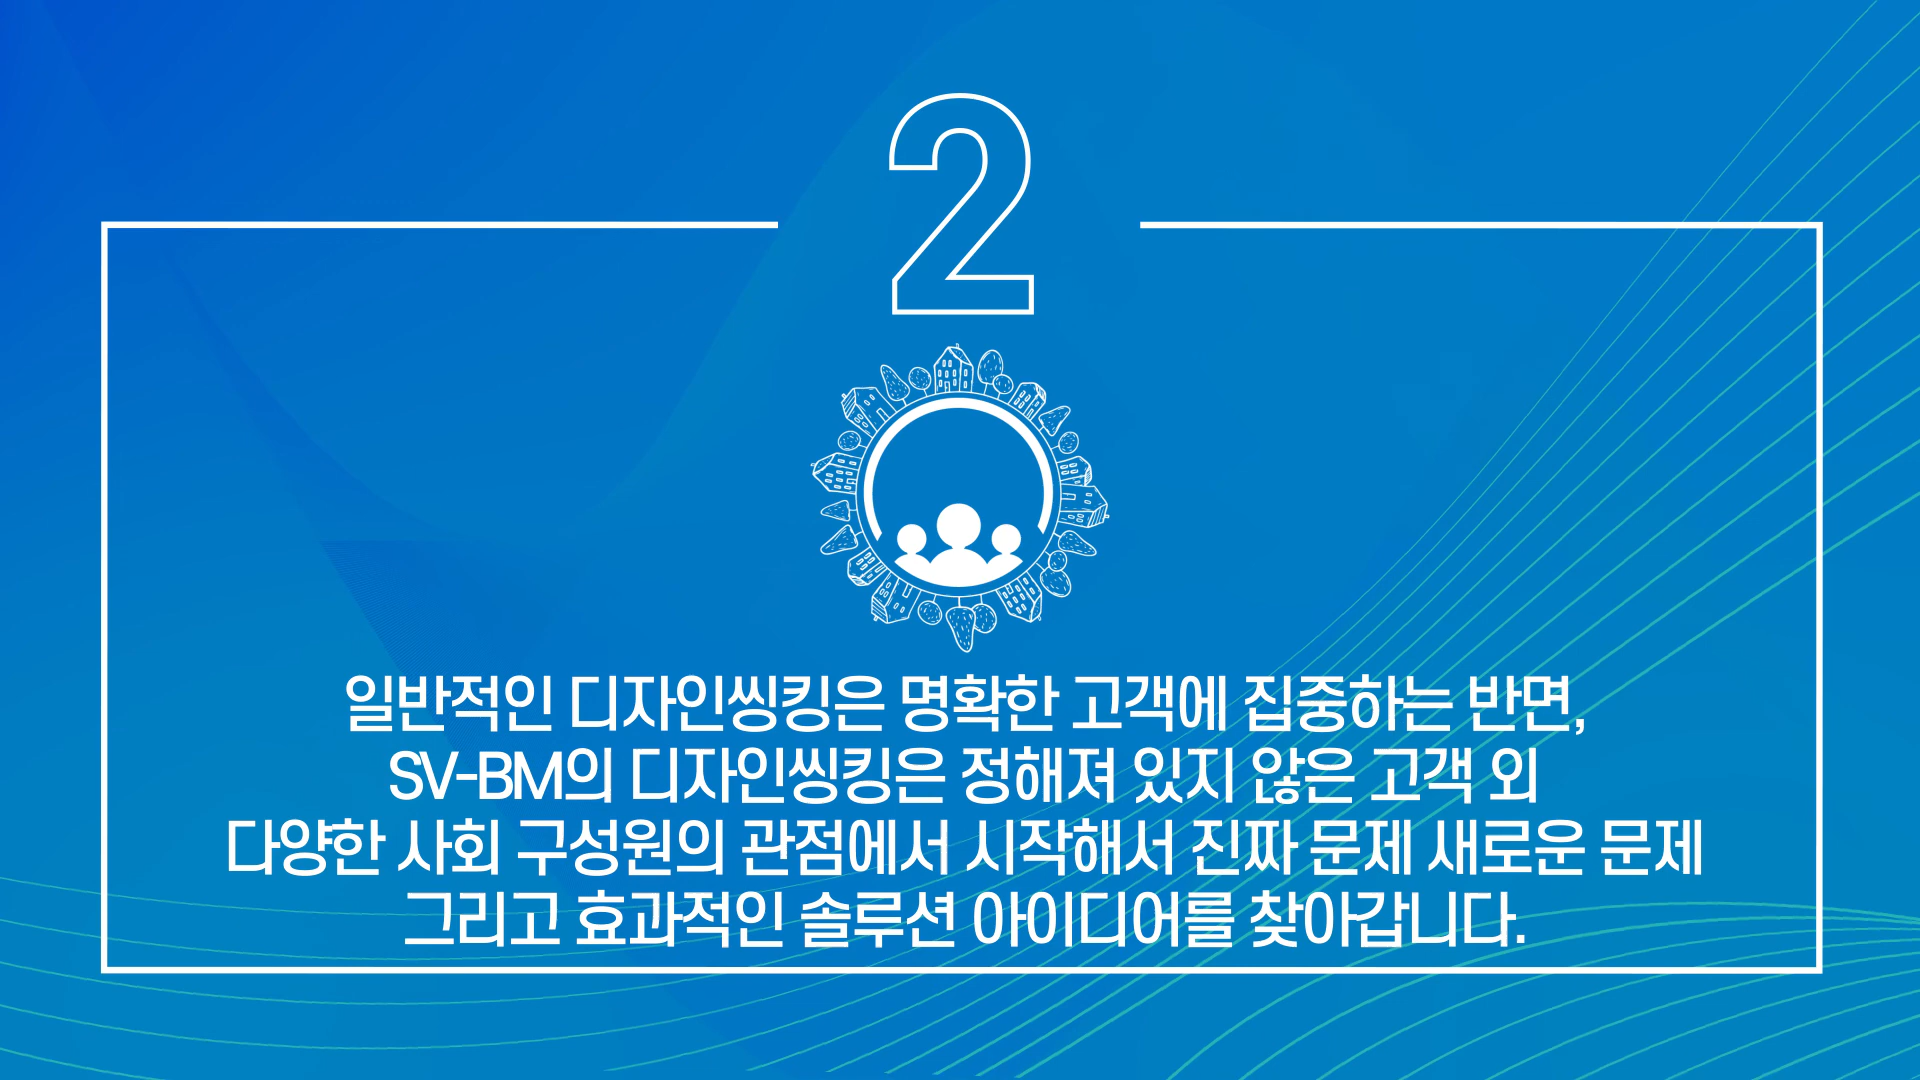 2
일반적인 디자인씽킹은 명확한 고객에 집중하는 반면,
SV-BM의 디자인씽킹은 정해져 있지 않은 고객 외
다양한 사회 구성원의 관점에서 시작해서 진짜 문제 새로운 문제
그리고 효과적인 솔루션 아이디어를 찾아갑니다.